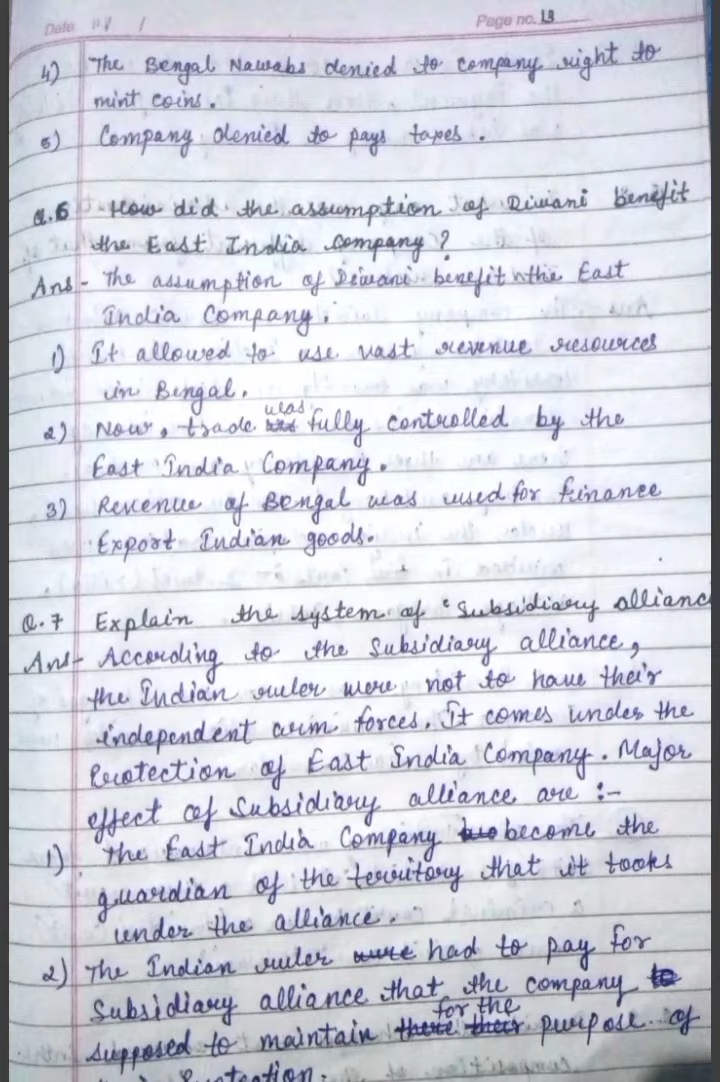 Date / /
Page no. 13
4) The Bengal Nawabs denied to company right to
mint coins.
5) Company denied to pays taxes.
Q.6 How did the assumption of Diwani benefit
the East India company?
Ans - The assumption of Diwani benefit the East
India Company.
1) It allowed to use vast revenue resources
in Bengal.
2) Now, trade was fully controlled by the
East India Company.
3) Revenue of Bengal was used for finance
Export Indian goods.
Q.7 Explain the system of "Subsidiary allianc
Ans - According to the Subsidiary alliance,
the Indian ruler were not to have their
independent arm forces. It comes under the
Protection of East India Company. Major
effect of Subsidiary alliance are :-
1) The East India Company become the
guardian of the territory that it tooks
under the alliance.
2) The Indian ruler had to pay for
Subsidiary alliance that the company
supposed to maintain for the purpose of
Protection.